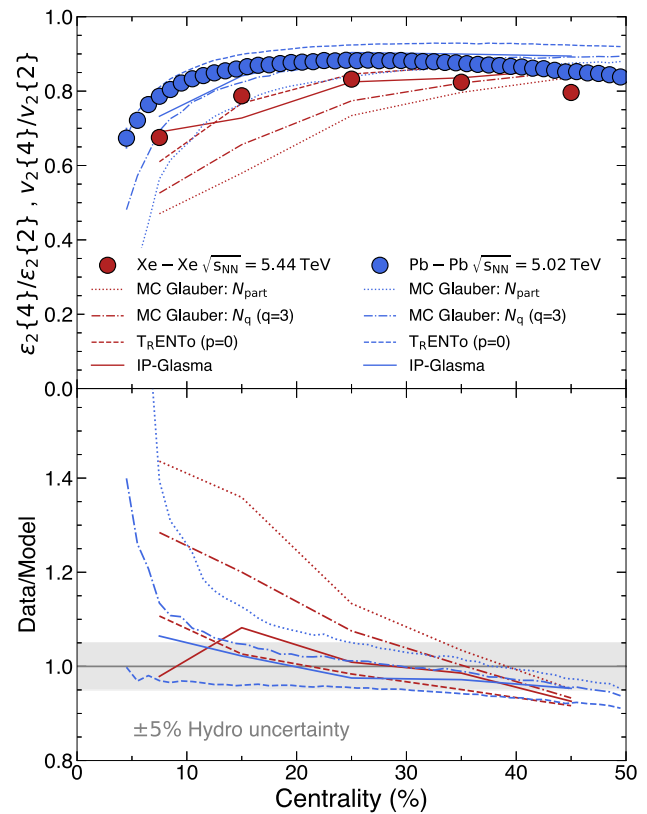 ε₂{4}/ε₂{2} , v₂{4}/v₂{2}
1.0
0.8
0.6
0.4
0.2
0.0
Xe − Xe √sNN = 5.44 TeV
MC Glauber: Npart
MC Glauber: Nq (q=3)
TRENTo (p=0)
IP-Glasma
Pb − Pb √sNN = 5.02 TeV
MC Glauber: Npart
MC Glauber: Nq (q=3)
TRENTo (p=0)
IP-Glasma
Data/Model
1.4
1.2
1.0
0.8
±5% Hydro uncertainty
0 10 20 30 40 50
Centrality (%)